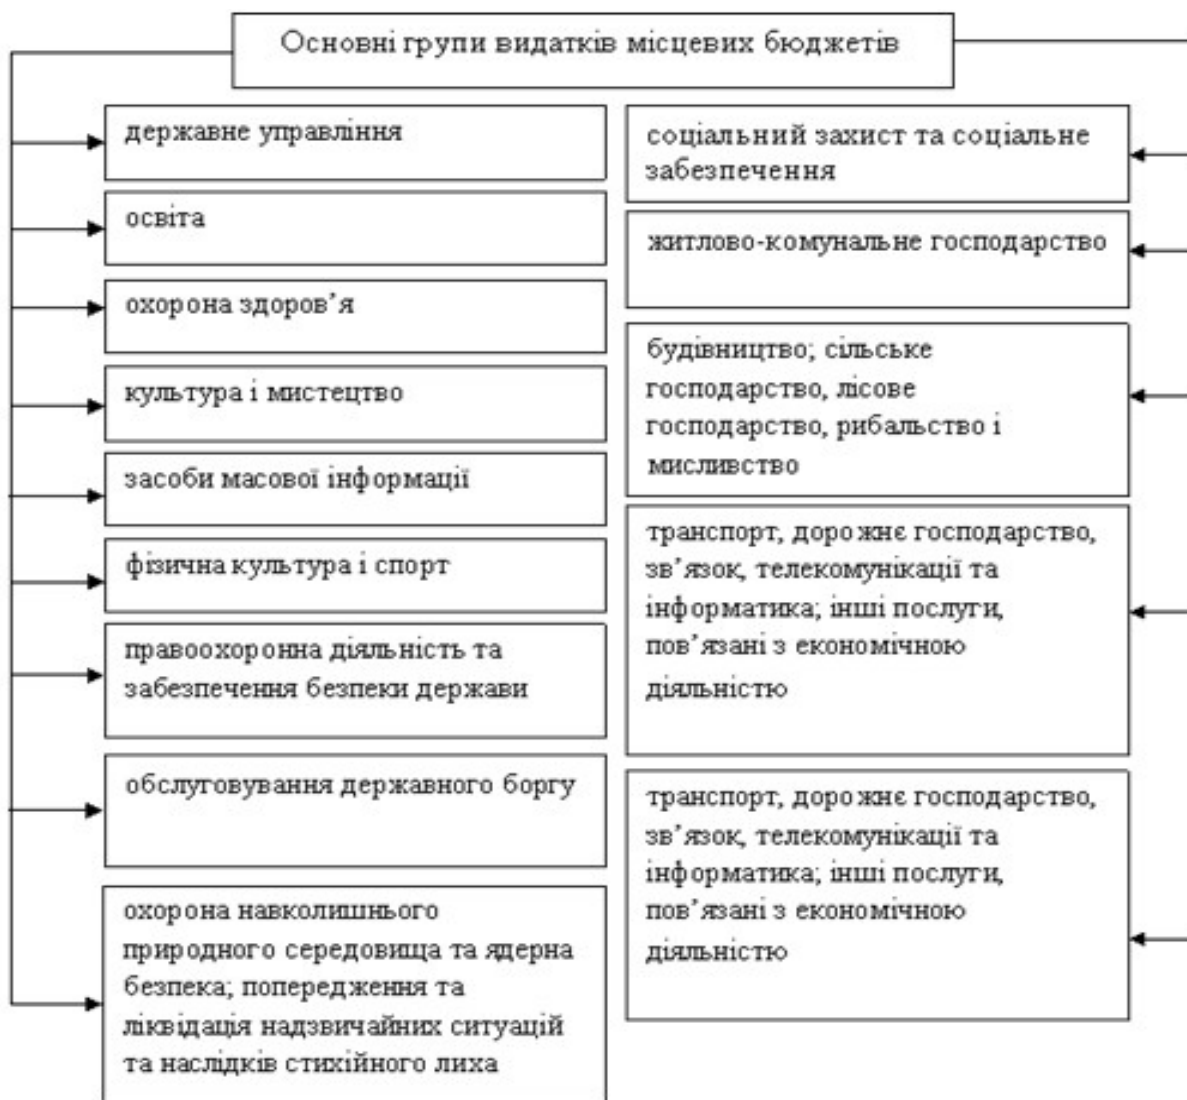 Основні групи видатків місцевих бюджетів
державне управління
освіта
охорона здоров’я
культура і мистецтво
засоби масової інформації
фізична культура і спорт
правоохоронна діяльність та
забезпечення безпеки держави
обслуговування державного боргу
охорона навколишнього
природного середовища та ядерна
безпека; попередження та
ліквідація надзвичайних ситуацій
та наслідків стихійного лиха
соціальний захист та соціальне
забезпечення
житлово-комунальне господарство
будівництво; сільське
господарство, лісове
господарство, рибальство і
мисливство
транспорт, дорожнє господарство,
зв’язок, телекомунікації та
інформатика; інші послуги,
пов’язані з економічною
діяльністю
транспорт, дорожнє господарство,
зв’язок, телекомунікації та
інформатика; інші послуги,
пов’язані з економічною
діяльністю